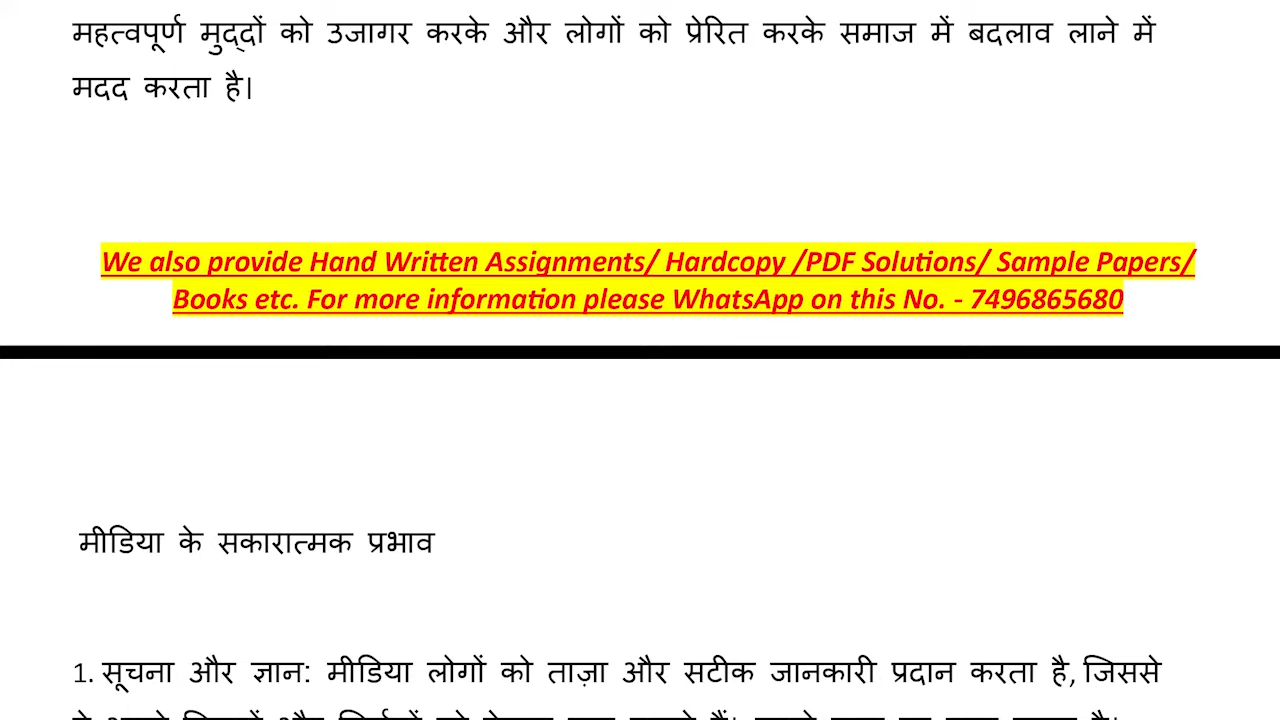 महत्वपूर्ण मुद्दों को उजागर करके और लोगों को प्रेरित करके समाज में बदलाव लाने में
मदद करता है।
We also provide Hand Written Assignments/ Hardcopy /PDF Solutions/ Sample Papers/
Books etc. For more information please WhatsApp on this No. - 7496865680
मीडिया के सकारात्मक प्रभाव
1. सूचना और ज्ञान: मीडिया लोगों को ताज़ा और सटीक जानकारी प्रदान करता है, जिससे